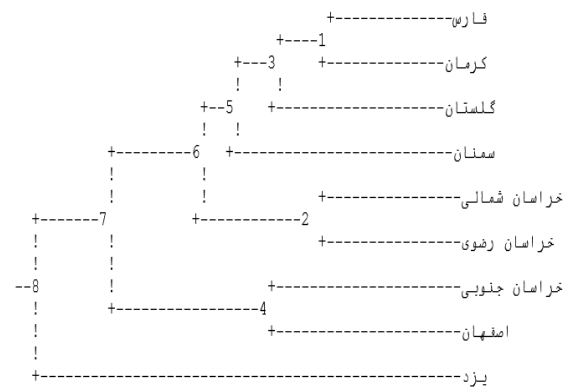 +--------------فارس
+----1
+---3 +--------------کرمان
! !
+--5 +--------------------گلستان
! !
+---------6 +--------------------------سمنان
! !
! ! +----------------خراسان شمالی
+-------7 +------------2
! ! +----------------خراسان رضوی
! !
--8 ! +----------------------خراسان جنوبی
! +-----------------4
! +----------------------اصفهان
!
+--------------------------------------------------یزد